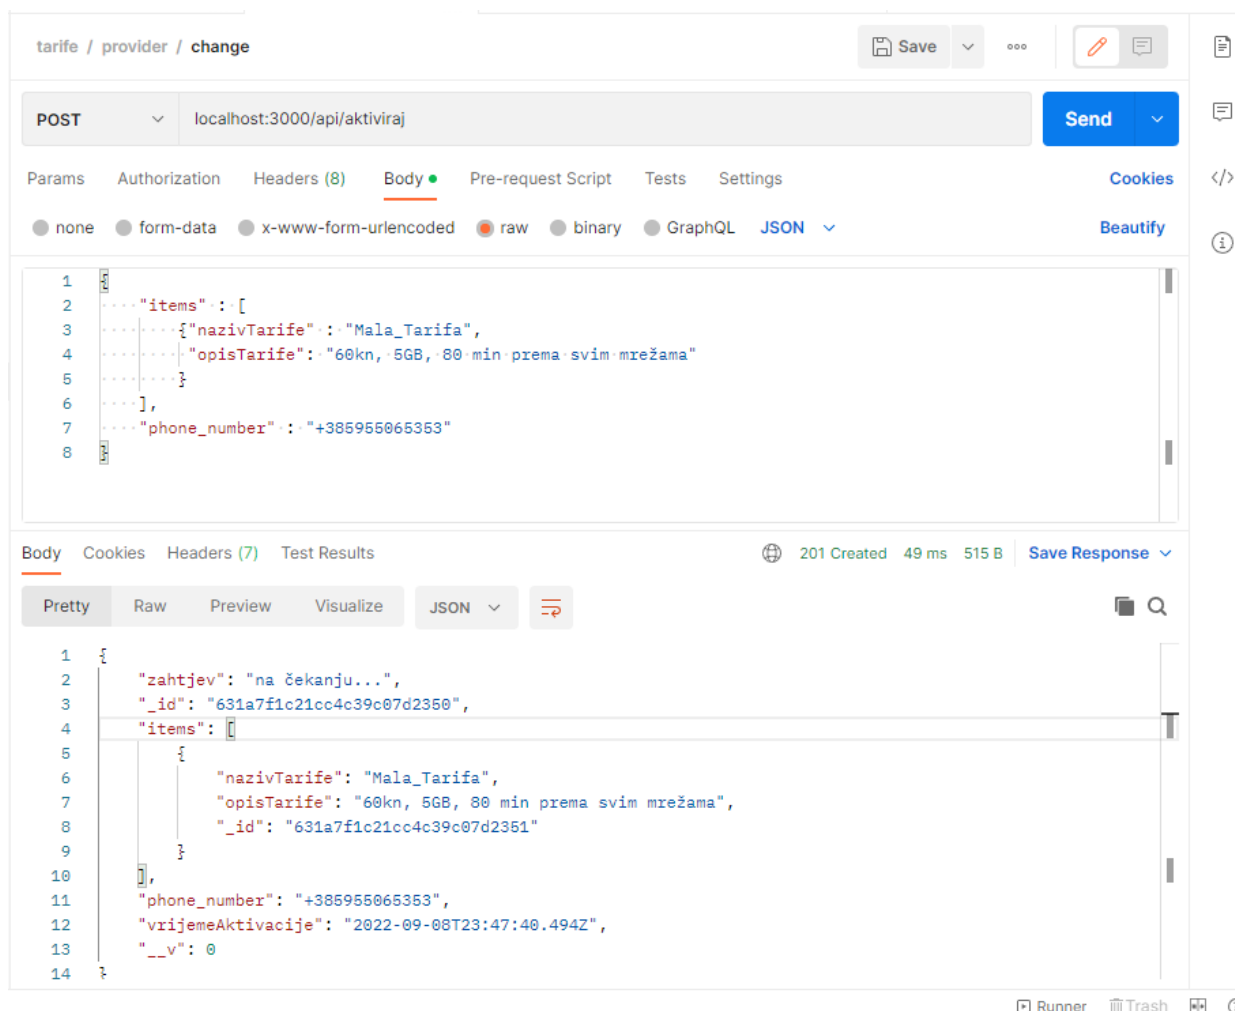 tarife / provider / change
Save
POST
localhost:3000/api/aktiviraj
Send
Params Authorization Headers (8) Body Pre-request Script Tests Settings Cookies
none form-data x-www-form-urlencoded raw binary GraphQL JSON Beautify
1 {
2 "items" : [
3 {"nazivTarife" : "Mala_Tarifa",
4 "opisTarife": "60kn, 5GB, 80 min prema svim mrežama"
5 }
6 ],
7 "phone_number" : "+385955065353"
8 }
Body Cookies Headers (7) Test Results 201 Created 49 ms 515 B Save Response
Pretty Raw Preview Visualize JSON
1 {
2 "zahtjev": "na čekanju...",
3 "_id": "631a7f1c21cc4c39c07d2350",
4 "items": [
5 {
6 "nazivTarife": "Mala_Tarifa",
7 "opisTarife": "60kn, 5GB, 80 min prema svim mrežama",
8 "_id": "631a7f1c21cc4c39c07d2351"
9 }
10 ],
11 "phone_number": "+385955065353",
12 "vrijemeAktivacije": "2022-09-08T23:47:40.494Z",
13 "__v": 0
14 }
Runner Trash